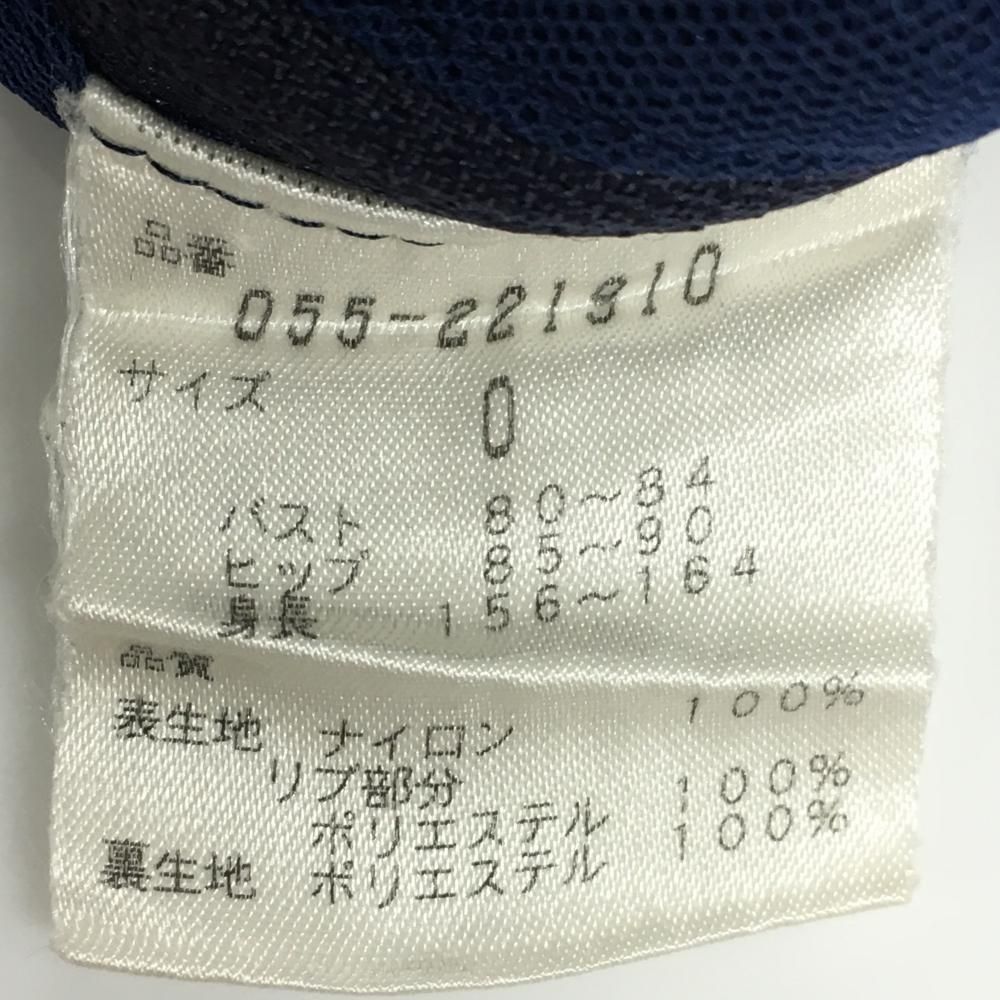 品番
055-221910
サイズ 0
バスト 80～84
ヒップ 85～90
身長 156～164
品質
表生地 ナイロン 100%
リブ部分
ポリエステル 100%
裏生地 ポリエステル 100%